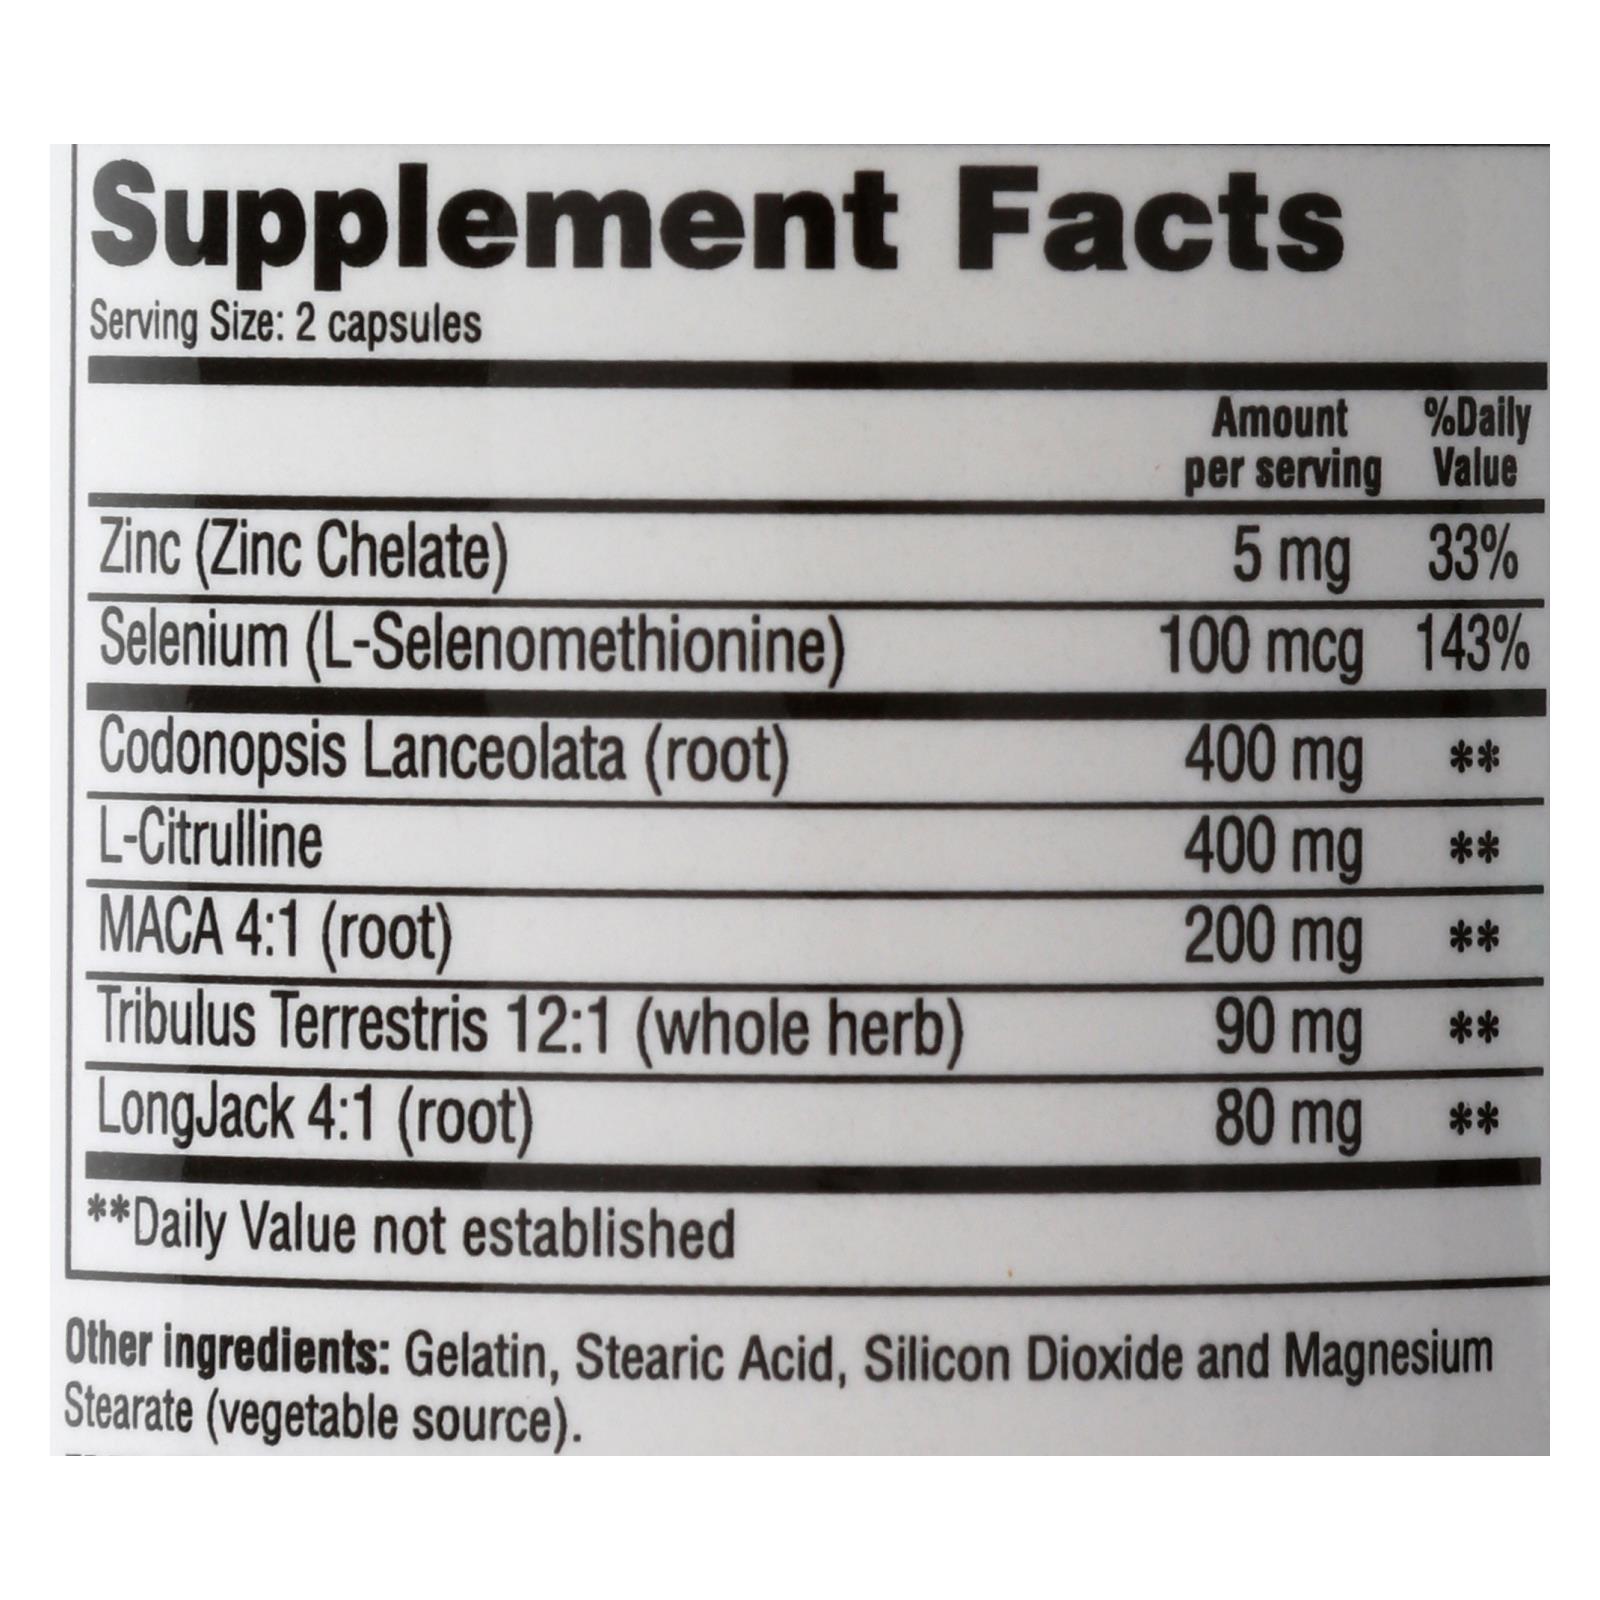 Supplement Facts
Serving Size: 2 capsules
Amount per serving %Daily Value
Zinc (Zinc Chelate) 5 mg 33%
Selenium (L-Selenomethionine) 100 mcg 143%
Codonopsis Lanceolata (root) 400 mg **
L-Citrulline 400 mg **
MACA 4:1 (root) 200 mg **
Tribulus Terrestris 12:1 (whole herb) 90 mg **
LongJack 4:1 (root) 80 mg **
**Daily Value not established
Other ingredients: Gelatin, Stearic Acid, Silicon Dioxide and Magnesium
Stearate (vegetable source).